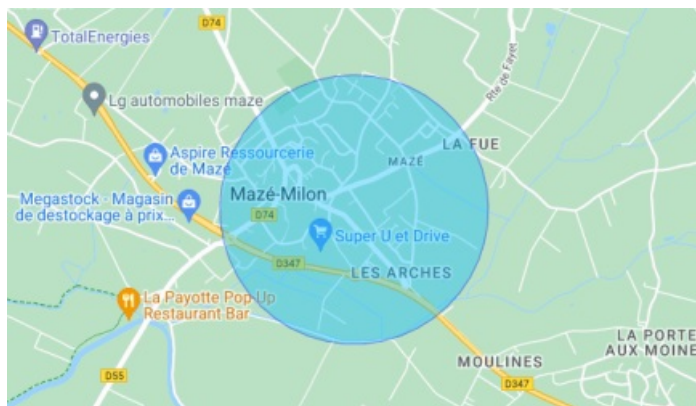 D74
TotalEnergies
Lg automobiles maze
Rte de Fayet
LA FUE
Aspire Ressourcerie
de Mazé
MAZÉ
Megastock - Magasin
de destockage à prix...
Mazé-Milon
D74
Super U et Drive
D347
LES ARCHES
La Payotte Pop Up
Restaurant Bar
LA PORTE
AUX MOINE
MOULINES
D55
D347